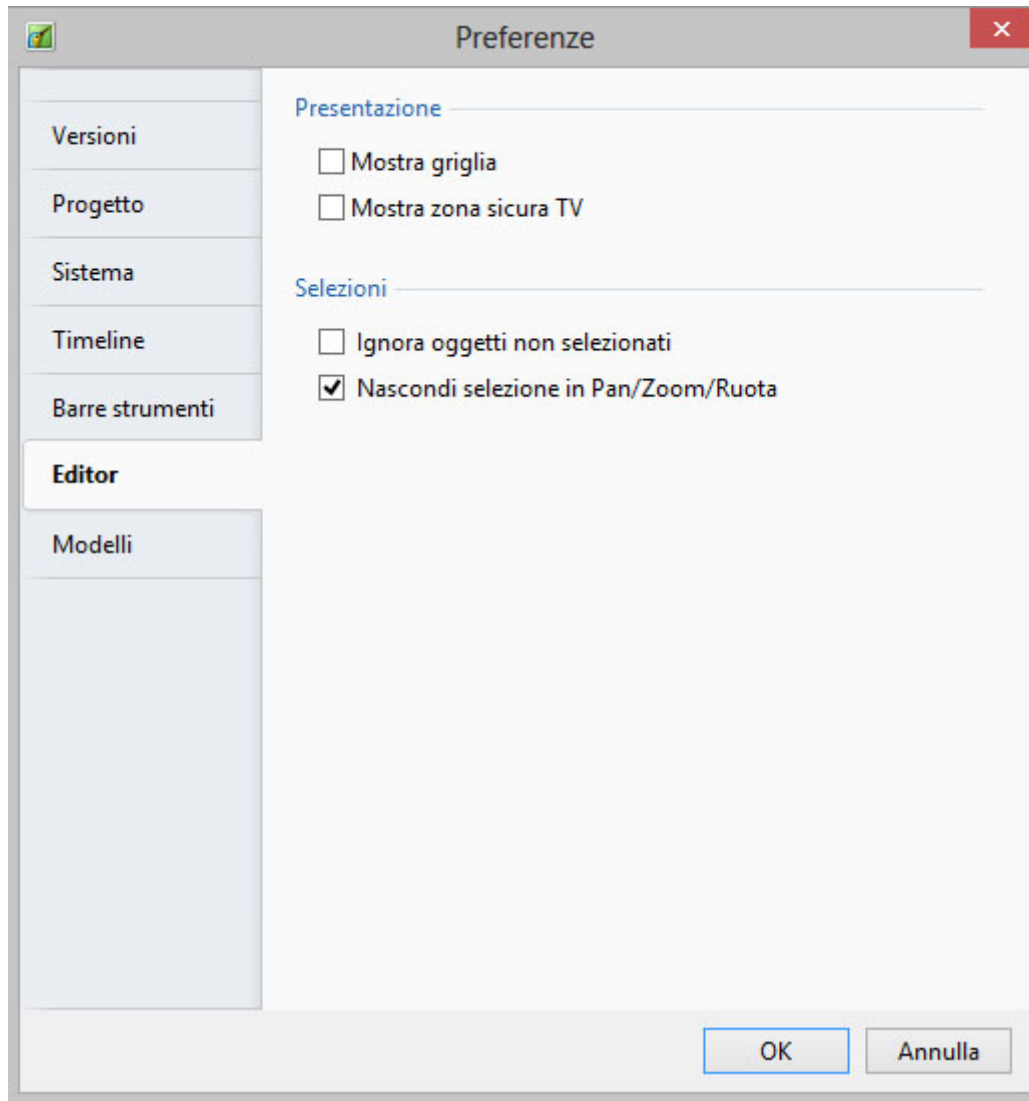 Preferenze
Versioni
Progetto
Sistema
Timeline
Barre strumenti
Editor
Modelli
Presentazione
Mostra griglia
Mostra zona sicura TV
Selezioni
Ignora oggetti non selezionati
Nascondi selezione in Pan/Zoom/Ruota
OK
Annulla